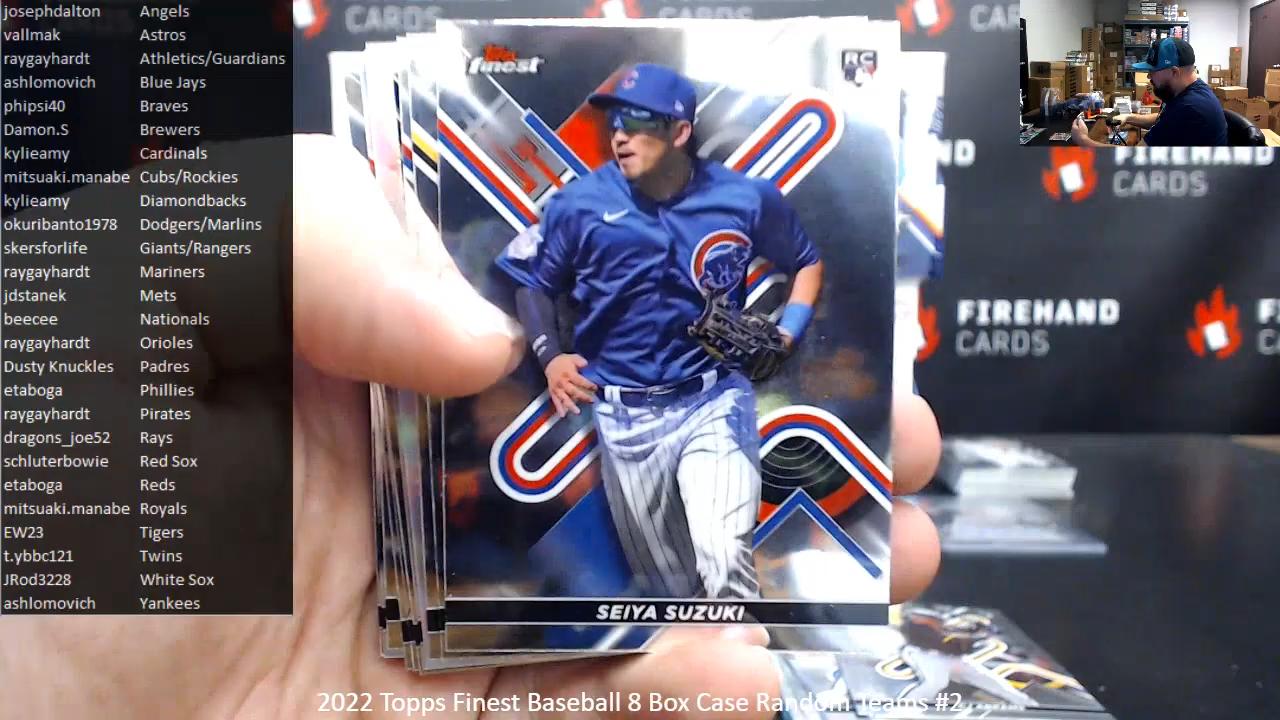 josephdalton Angels
vallmak Astros
raygayhardt Athletics/Guardians
ashlomovich Blue Jays
phipsi40 Braves
Damon.S Brewers
kylieamy Cardinals
mitsuaki.manabe Cubs/Rockies
kylieamy Diamondbacks
okuribanto1978 Dodgers/Marlins
skersforlife Giants/Rangers
raygayhardt Mariners
jdstanek Mets
beecee Nationals
raygayhardt Orioles
Dusty Knuckles Padres
etaboga Phillies
raygayhardt Pirates
dragons_joe52 Rays
schluterbowie Red Sox
etaboga Reds
mitsuaki.manabe Royals
EW23 Tigers
t.ybbc121 Twins
JRod3228 White Sox
ashlomovich Yankees
CARDS
Topps
finest
RC
SEIYA SUZUKI
FIREHAND
CARDS
FIREHAND
CARDS
2022 Topps Finest Baseball 8 Box Case Random Teams #2